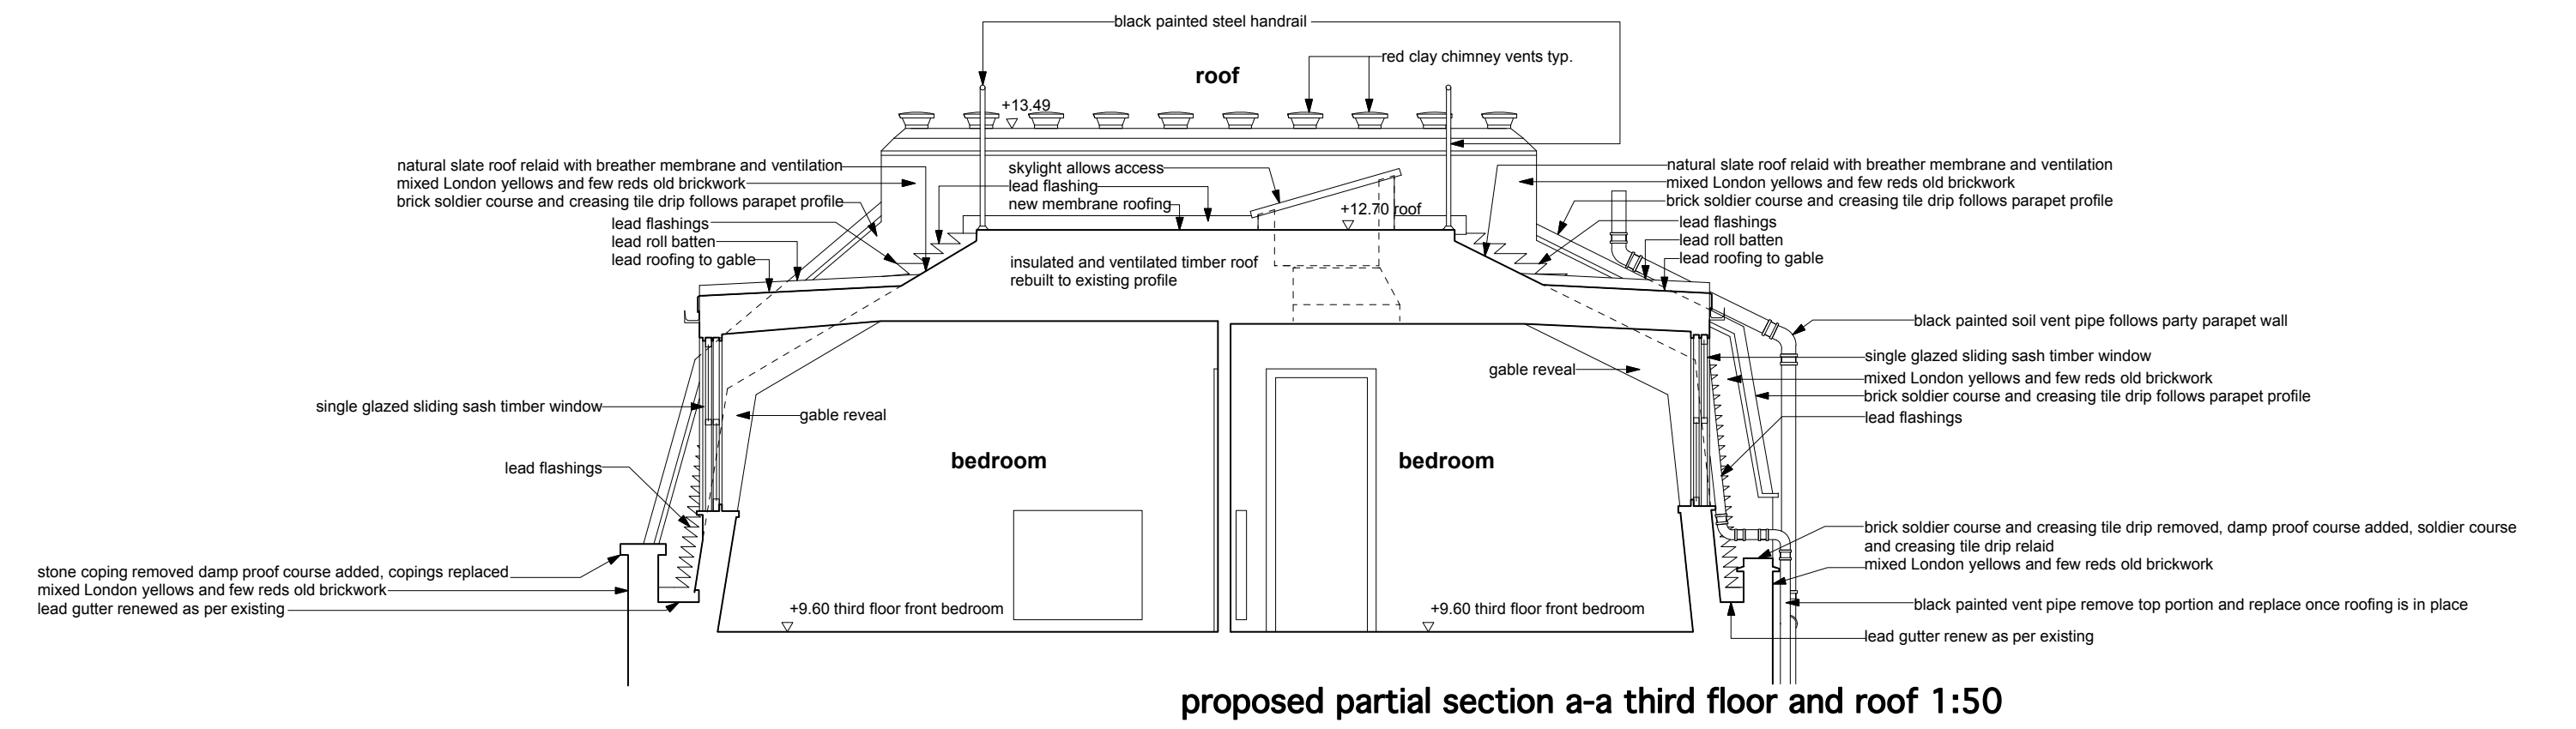 black painted steel handrail
red clay chimney vents typ.
roof
+13.49
natural slate roof relaid with breather membrane and ventilation
mixed London yellows and few reds old brickwork
brick soldier course and creasing tile drip follows parapet profile
lead flashings
lead roll batten
lead roofing to gable
skylight allows access
lead flashing
new membrane roofing
+12.70 roof
insulated and ventilated timber roof
rebuilt to existing profile
natural slate roof relaid with breather membrane and ventilation
mixed London yellows and few reds old brickwork
brick soldier course and creasing tile drip follows parapet profile
lead flashings
lead roll batten
lead roofing to gable
black painted soil vent pipe follows party parapet wall
single glazed sliding sash timber window
mixed London yellows and few reds old brickwork
brick soldier course and creasing tile drip follows parapet profile
lead flashings
gable reveal
single glazed sliding sash timber window
gable reveal
bedroom
bedroom
lead flashings
stone coping removed damp proof course added, copings replaced
mixed London yellows and few reds old brickwork
lead gutter renewed as per existing
+9.60 third floor front bedroom
+9.60 third floor front bedroom
brick soldier course and creasing tile drip removed, damp proof course added, soldier course
and creasing tile drip relaid
mixed London yellows and few reds old brickwork
black painted vent pipe remove top portion and replace once roofing is in place
lead gutter renew as per existing
proposed partial section a-a third floor and roof 1:50